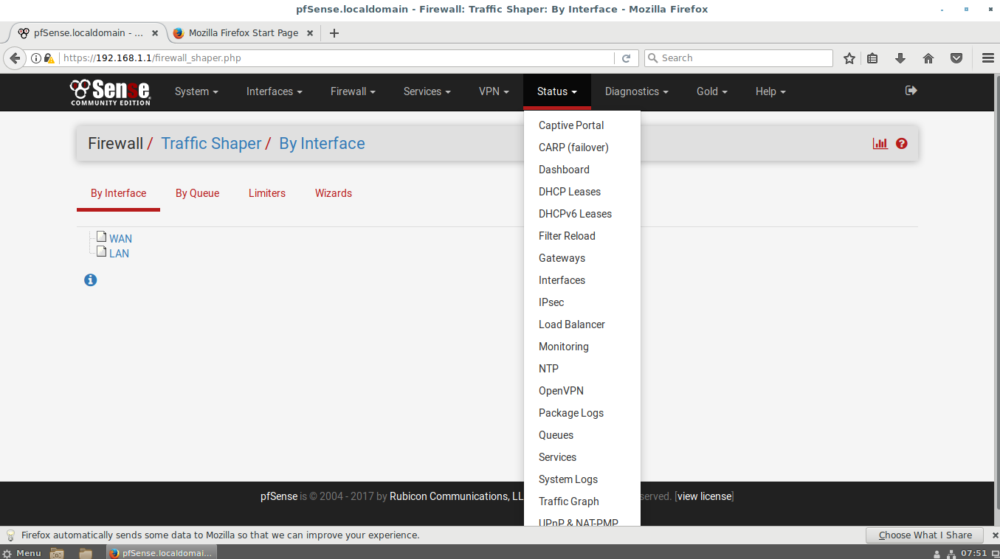 pfSense.localdomain - Firewall: Traffic Shaper: By Interface - Mozilla Firefox
pfSense.localdomain - ... Mozilla Firefox Start Page
https://192.168.1.1/firewall_shaper.php Search
Sense COMMUNITY EDITION System Interfaces Firewall Services VPN Status Diagnostics Gold Help
Firewall / Traffic Shaper / By Interface
By Interface By Queue Limiters Wizards
WAN
LAN
Captive Portal
CARP (failover)
Dashboard
DHCP Leases
DHCPv6 Leases
Filter Reload
Gateways
Interfaces
IPsec
Load Balancer
Monitoring
NTP
OpenVPN
Package Logs
Queues
Services
System Logs
Traffic Graph
UPnP & NAT-PMP
pfSense is © 2004 - 2017 by Rubicon Communications, LL served. [view license]
Firefox automatically sends some data to Mozilla so that we can improve your experience. Choose What I Share
Menu pfSense.localdomai... 07:51